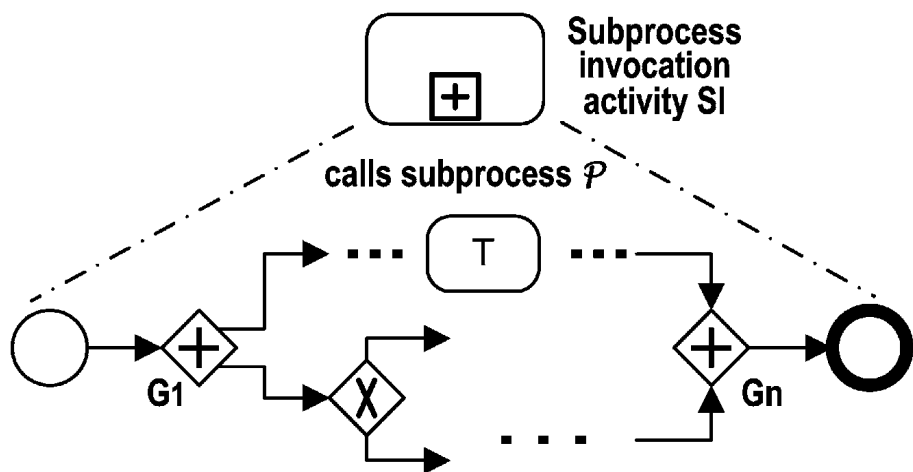 Subprocess
invocation
activity SI
calls subprocess 𝒫
T
G1
X
Gn